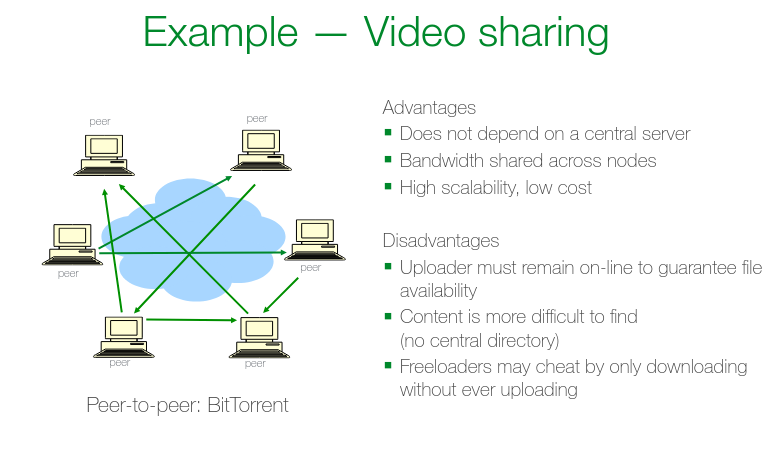 Example — Video sharing
peer
peer
peer
peer
peer
peer
Peer-to-peer: BitTorrent
Advantages
Does not depend on a central server
Bandwidth shared across nodes
High scalability, low cost
Disadvantages
Uploader must remain on-line to guarantee file
availability
Content is more difficult to find
(no central directory)
Freeloaders may cheat by only downloading
without ever uploading